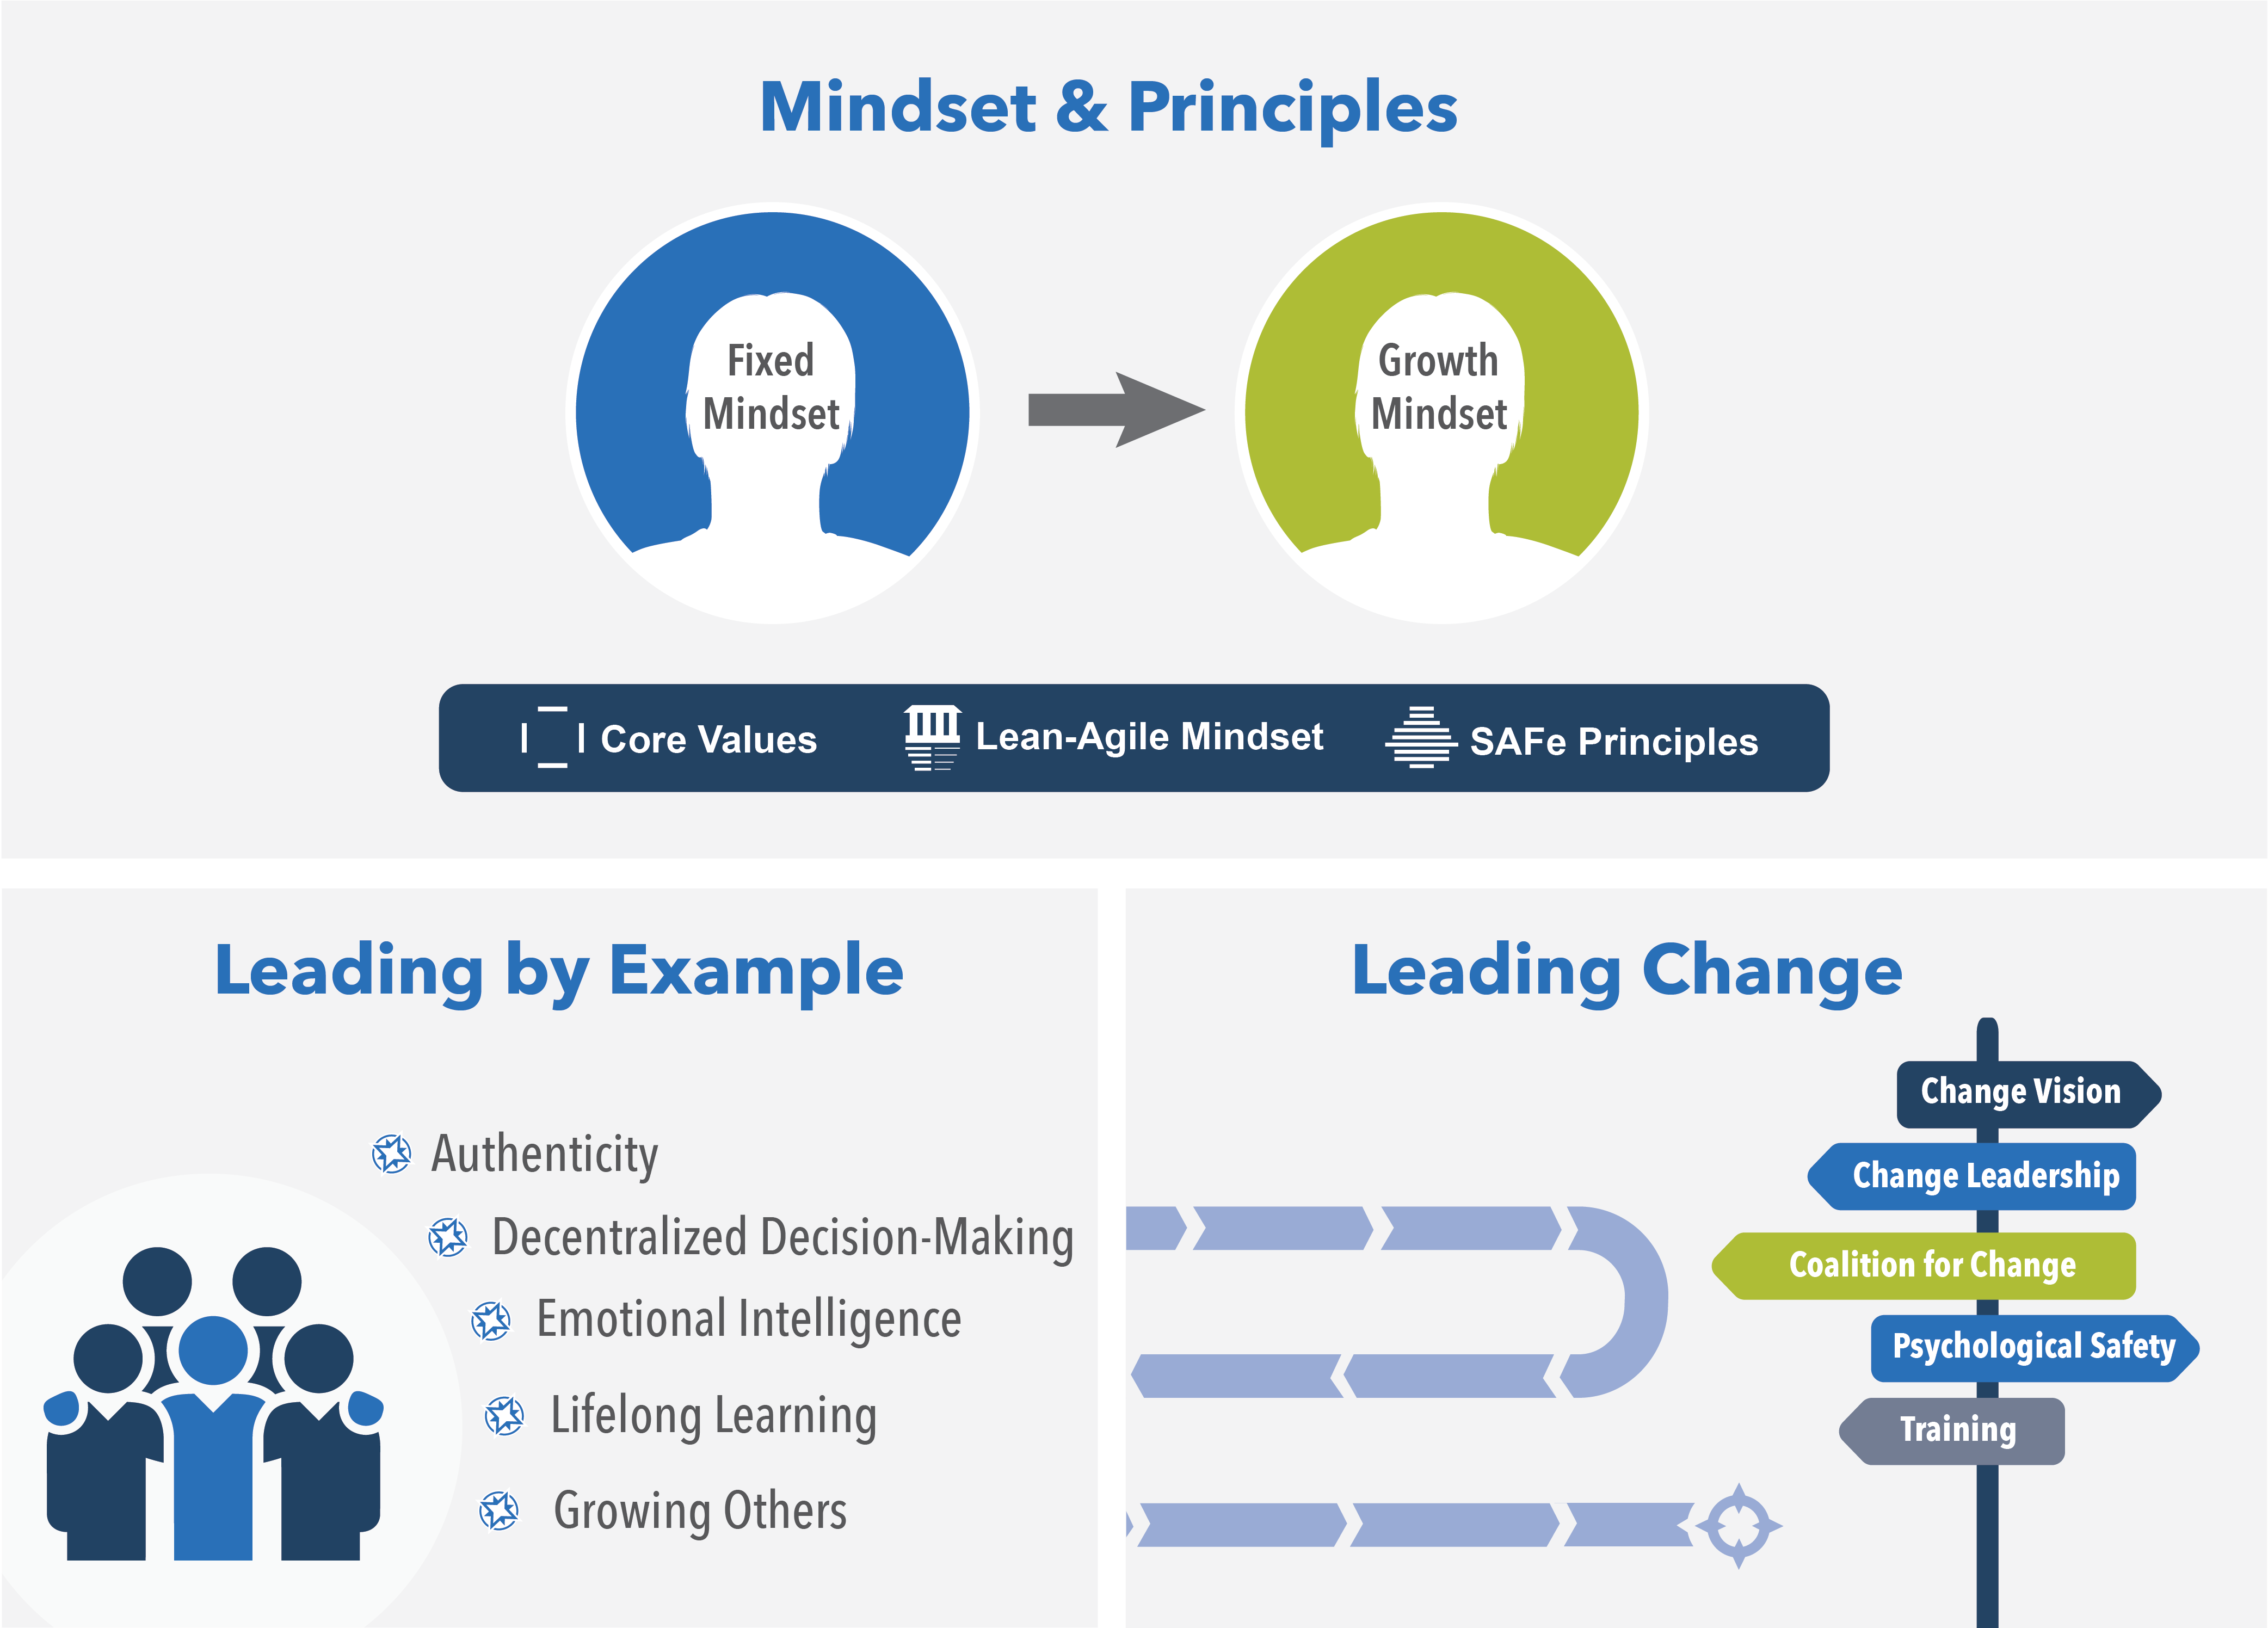 Mindset & Principles
Fixed
Mindset
Growth
Mindset
Core Values
Lean-Agile Mindset
SAFe Principles
Leading by Example
Authenticity
Decentralized Decision-Making
Emotional Intelligence
Lifelong Learning
Growing Others
Leading Change
Change Vision
Change Leadership
Coalition for Change
Psychological Safety
Training